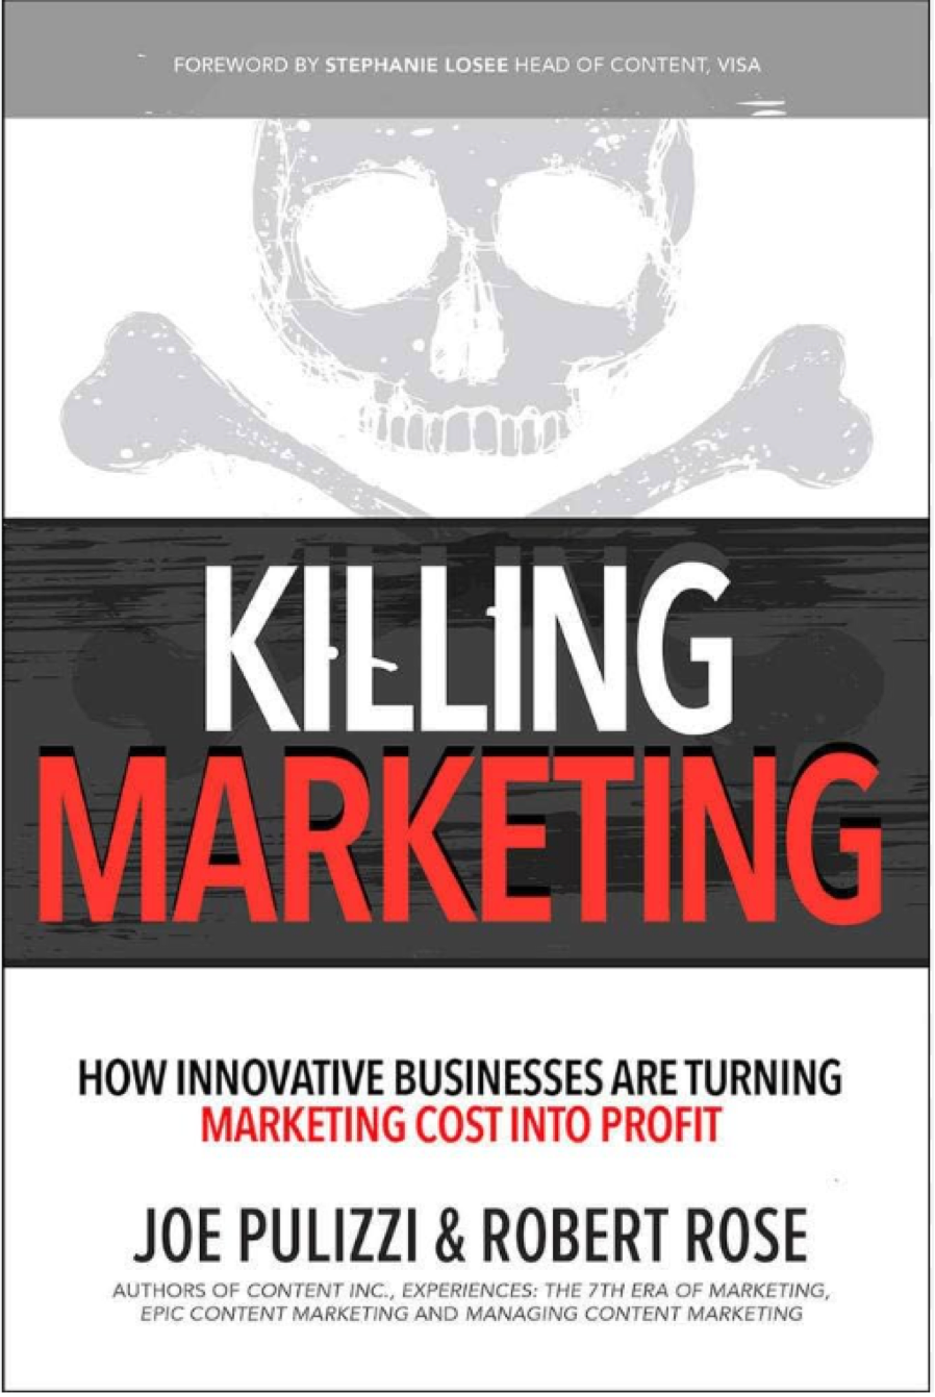 FOREWORD BY STEPHANIE LOSEE HEAD OF CONTENT, VISA
KILLING
MARKETING
HOW INNOVATIVE BUSINESSES ARE TURNING
MARKETING COST INTO PROFIT
JOE PULIZZI & ROBERT ROSE
AUTHORS OF CONTENT INC., EXPERIENCES: THE 7TH ERA OF MARKETING,
EPIC CONTENT MARKETING AND MANAGING CONTENT MARKETING